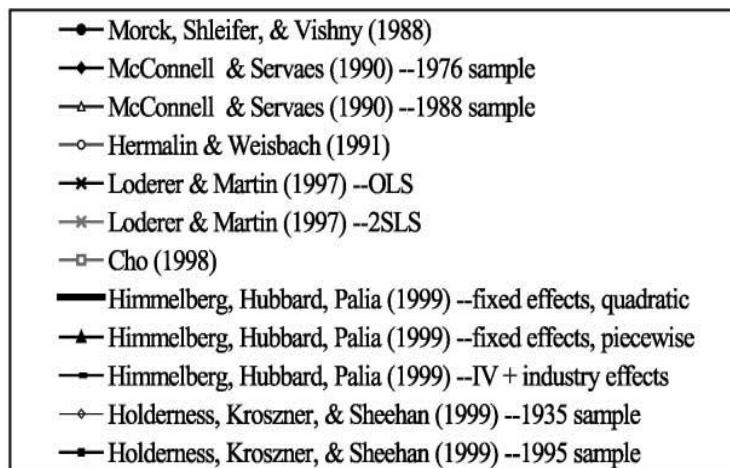 Morck, Shleifer, & Vishny (1988)
McConnell & Servaes (1990) --1976 sample
McConnell & Servaes (1990) --1988 sample
Hermalin & Weisbach (1991)
Loderer & Martin (1997) --OLS
Loderer & Martin (1997) --2SLS
Cho (1998)
Himmelberg, Hubbard, Palia (1999) --fixed effects, quadratic
Himmelberg, Hubbard, Palia (1999) --fixed effects, piecewise
Himmelberg, Hubbard, Palia (1999) --IV + industry effects
Holderness, Kroszner, & Sheehan (1999) --1935 sample
Holderness, Kroszner, & Sheehan (1999) --1995 sample